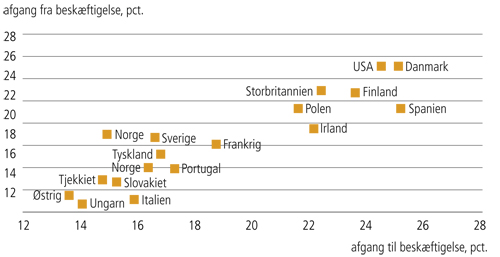 afgang fra beskæftigelse, pct.
28
26
24
22
20
18
16
14
12
USA
Danmark
Storbritannien
Finland
Polen
Spanien
Irland
Norge
Sverige
Frankrig
Tyskland
Norge
Portugal
Tjekkiet
Slovakiet
Østrig
Ungarn
Italien
12 14 16 18 20 22 24 26 28
afgang til beskæftigelse, pct.